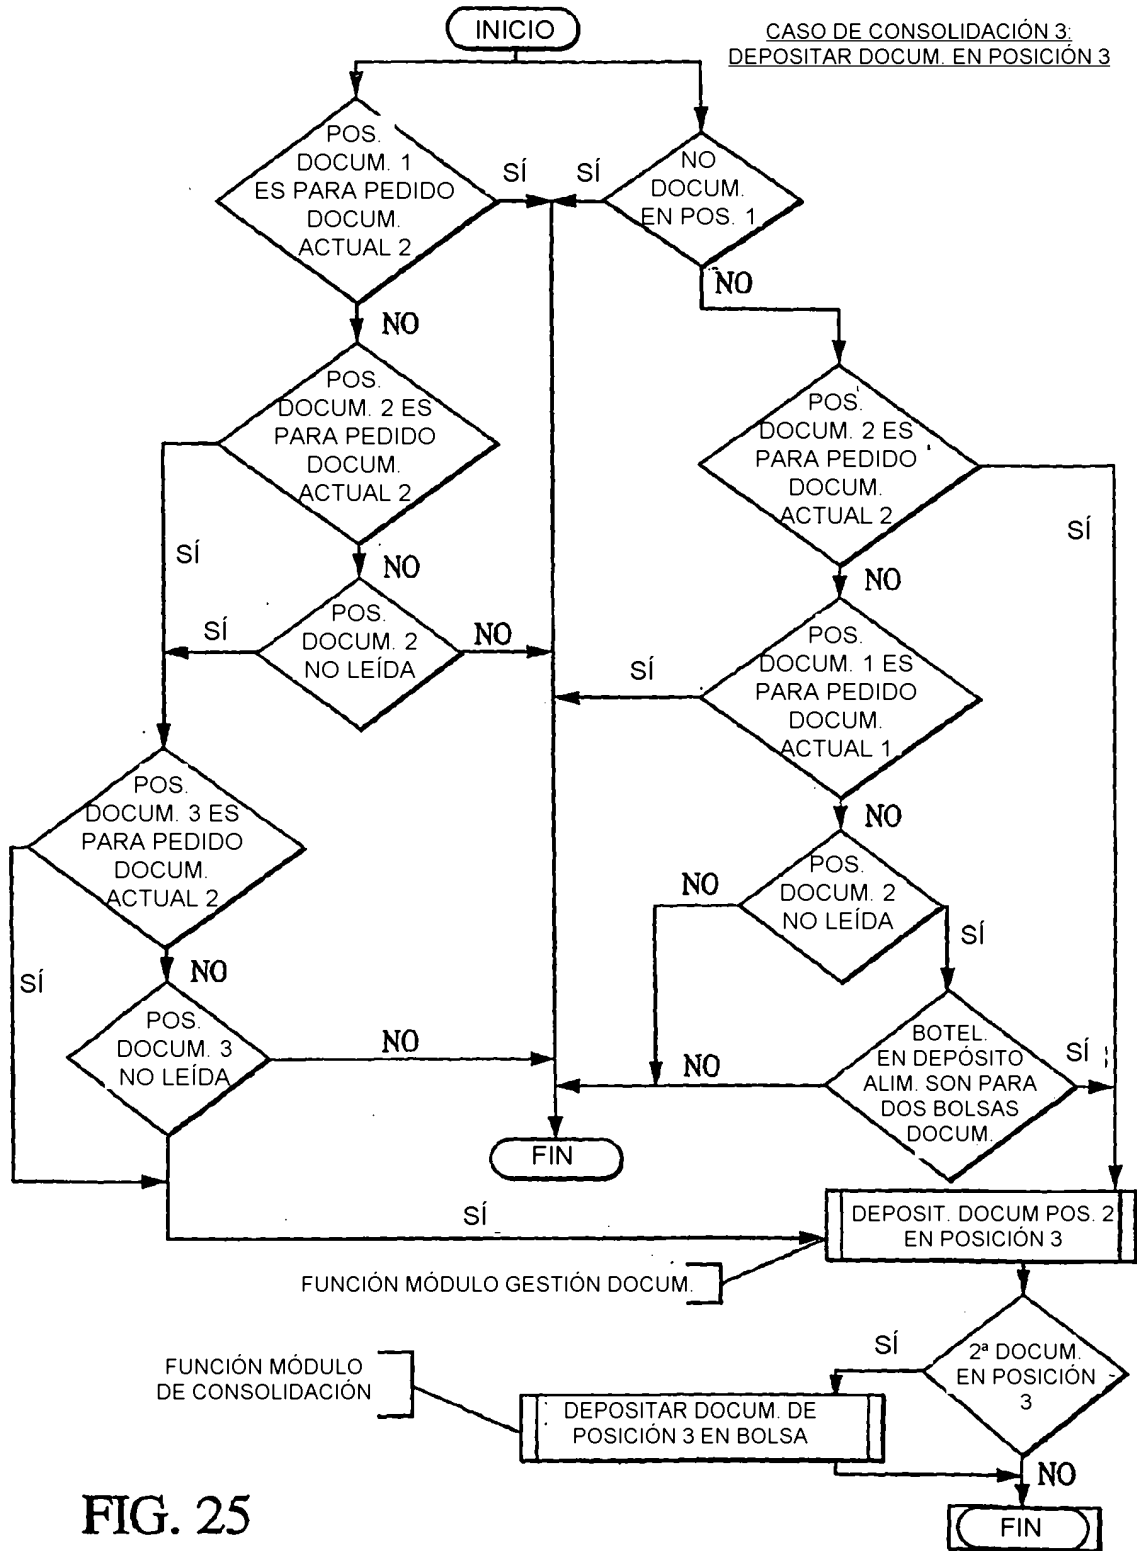 INICIO
CASO DE CONSOLIDACIÓN 3:
DEPOSITAR DOCUM. EN POSICIÓN 3
POS.
DOCUM. 1
ES PARA PEDIDO
DOCUM.
ACTUAL 2
SÍ
SÍ
NO
DOCUM.
EN POS. 1
NO
NO
POS.
DOCUM. 2 ES
PARA PEDIDO
DOCUM.
ACTUAL 2
POS.
DOCUM. 2 ES
PARA PEDIDO
DOCUM.
ACTUAL 2
SÍ
SÍ
NO
NO
POS.
DOCUM. 2
NO LEÍDA
SÍ
NO
POS.
DOCUM. 1 ES
PARA PEDIDO
DOCUM.
ACTUAL 1
SÍ
POS.
DOCUM. 3 ES
PARA PEDIDO
DOCUM.
ACTUAL 2
NO
POS.
DOCUM. 2
NO LEÍDA
NO
SÍ
SÍ
NO
POS.
DOCUM. 3
NO LEÍDA
NO
BOTEL.
EN DEPÓSITO
ALIM. SON PARA
DOS BOLSAS
DOCUM.
NO
SÍ
FIN
SÍ
DEPOSIT. DOCUM POS. 2
EN POSICIÓN 3
FUNCIÓN MÓDULO GESTIÓN DOCUM.
2ª DOCUM.
EN POSICIÓN
3
SÍ
FUNCIÓN MÓDULO
DE CONSOLIDACIÓN
DEPOSITAR DOCUM. DE
POSICIÓN 3 EN BOLSA
NO
FIN
FIG. 25